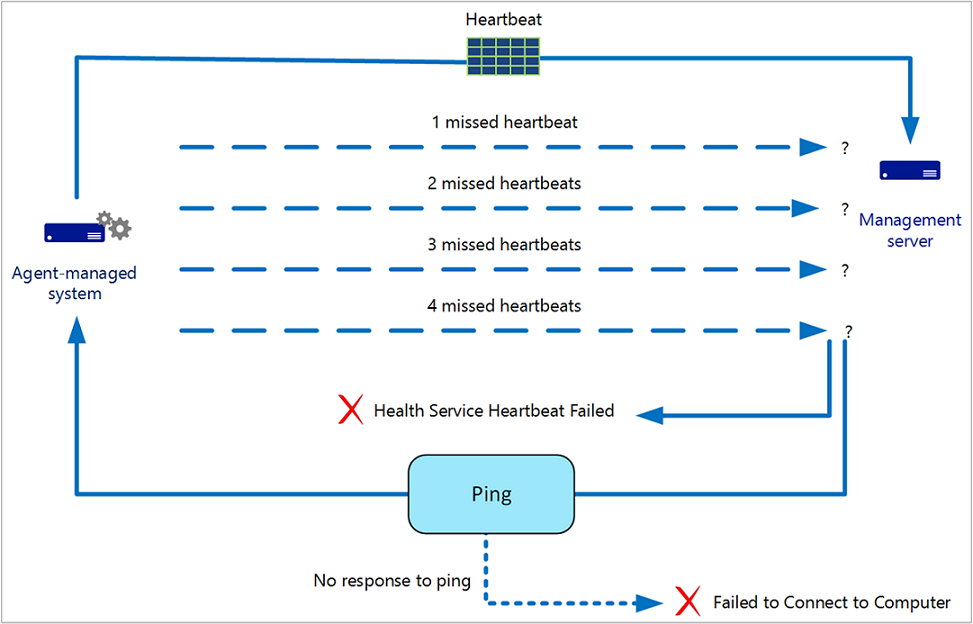 Heartbeat
1 missed heartbeat
?
2 missed heartbeats
?
Management
server
3 missed heartbeats
?
Agent-managed
system
4 missed heartbeats
?
Health Service Heartbeat Failed
Ping
No response to ping
Failed to Connect to Computer